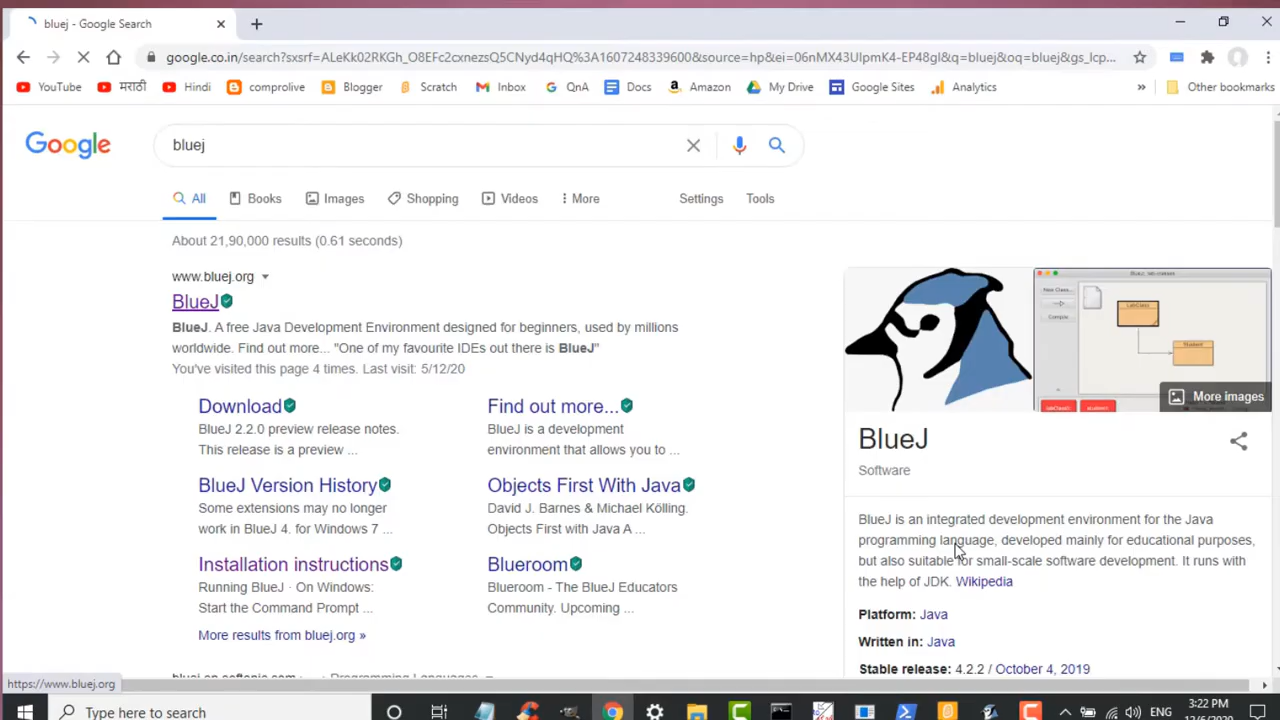 bluej - Google Search
google.co.in/search?sxsrf=ALeKk02RKGh_O8EFc2cxnezsQ5CNyd4qHQ%3A1607248339600&source=hp&ei=06nMX43UIpmK4-EP48gl&q=bluej&oq=bluej&gs_lcp...
YouTube मराठी Hindi comprolive Blogger Scratch Inbox QnA Docs Amazon My Drive Google Sites Analytics » Other bookmarks
Google
bluej
All Books Images Shopping Videos More Settings Tools
About 21,90,000 results (0.61 seconds)
www.bluej.org
BlueJ
BlueJ. A free Java Development Environment designed for beginners, used by millions
worldwide. Find out more... "One of my favourite IDEs out there is BlueJ"
You've visited this page 4 times. Last visit: 5/12/20
Download
BlueJ 2.2.0 preview release notes.
This release is a preview ...
Find out more...
BlueJ is a development
environment that allows you to ...
BlueJ Version History
Some extensions may no longer
work in BlueJ 4. for Windows 7 ...
Objects First With Java
David J. Barnes & Michael Kölling.
Objects First with Java A ...
Installation instructions
Running BlueJ · On Windows:
Start the Command Prompt ...
Blueroom
Blueroom - The BlueJ Educators
Community. Upcoming ...
More results from bluej.org »
More images
BlueJ
Software
BlueJ is an integrated development environment for the Java
programming language, developed mainly for educational purposes,
but also suitable for small-scale software development. It runs with
the help of JDK. Wikipedia
Platform: Java
Written in: Java
Stable release: 4.2.2 / October 4, 2019
https://www.bluej.org
Type here to search
ENG
3:22 PM